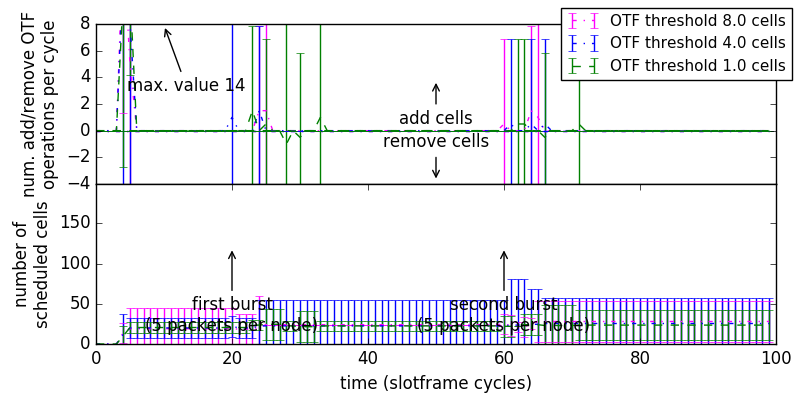 OTF threshold 8.0 cells
OTF threshold 4.0 cells
OTF threshold 1.0 cells
num. add/remove OTF
operations per cycle
8
6
4
2
0
−2
−4
max. value 14
add cells
remove cells
number of
scheduled cells
150
100
50
0
first burst
(5 packets per node)
second burst
(5 packets per node)
0
20
40
60
80
100
time (slotframe cycles)